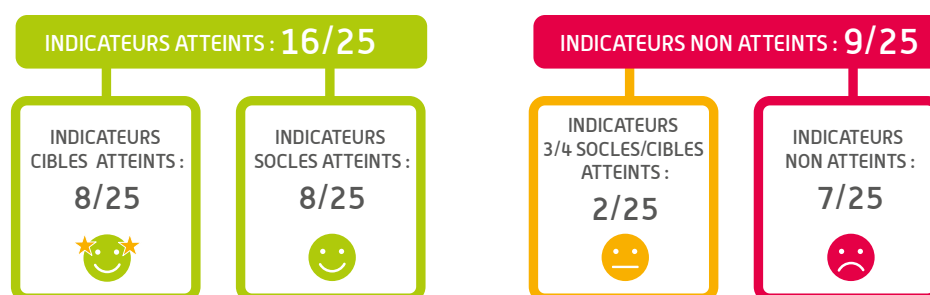 INDICATEURS ATTEINTS : 16/25
INDICATEURS
CIBLES ATTEINTS :
8/25
INDICATEURS
SOCLES ATTEINTS :
8/25
INDICATEURS NON ATTEINTS : 9/25
INDICATEURS
3/4 SOCLES/CIBLES
ATTEINTS :
2/25
INDICATEURS
NON ATTEINTS :
7/25